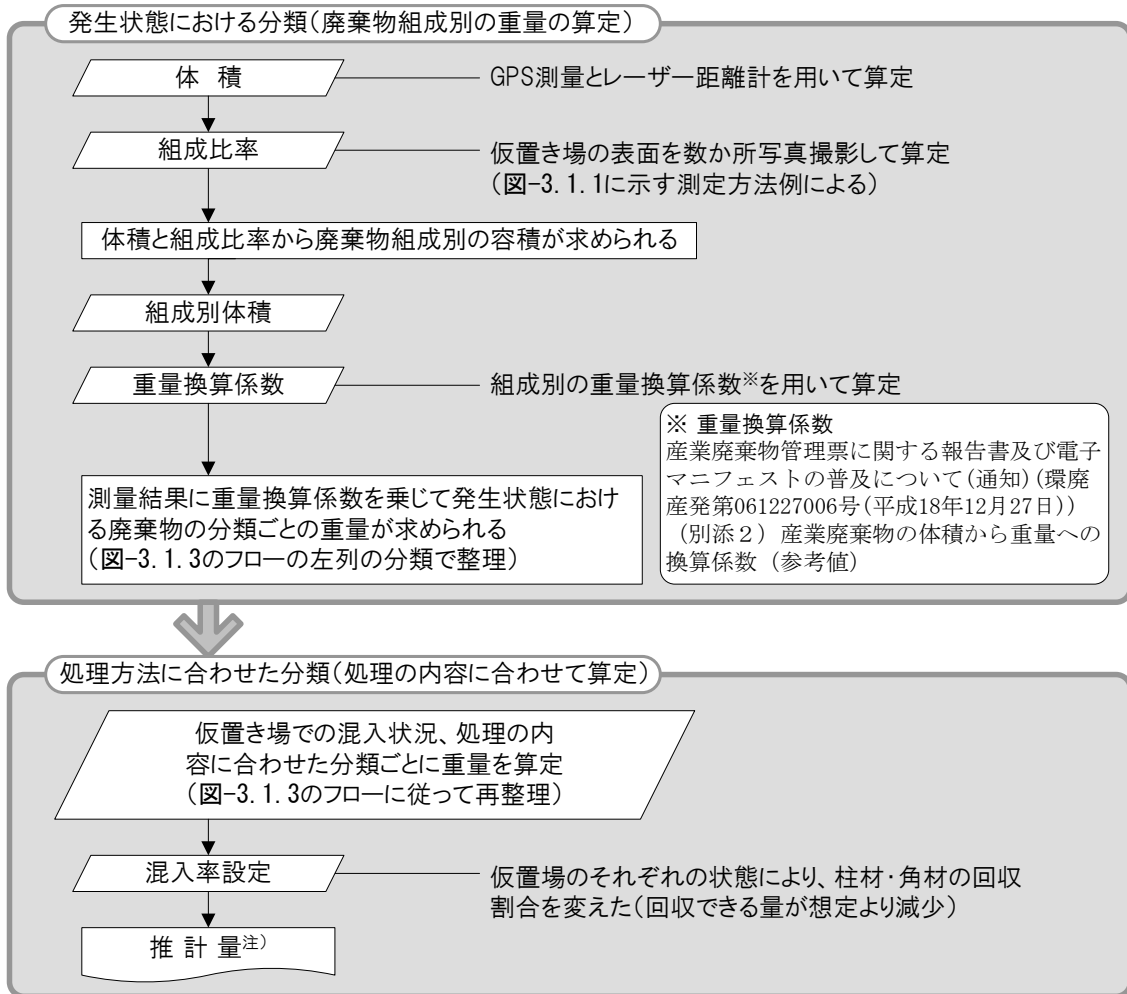 発生状態における分類(廃棄物組成別の重量の算定)
体　積
GPS測量とレーザー距離計を用いて算定
組成比率
仮置き場の表面を数か所写真撮影して算定
(図-3.1.1に示す測定方法例による)
体積と組成比率から廃棄物組成別の容積が求められる
組成別体積
重量換算係数
組成別の重量換算係数※を用いて算定
※ 重量換算係数
産業廃棄物管理票に関する報告書及び電子
マニフェストの普及について(通知)(環廃
産発第061227006号(平成18年12月27日))
（別添２）産業廃棄物の体積から重量への
換算係数（参考値）
測量結果に重量換算係数を乗じて発生状態におけ
る廃棄物の分類ごとの重量が求められる
(図-3.1.3のフローの左列の分類で整理)
処理方法に合わせた分類(処理の内容に合わせて算定)
仮置き場での混入状況、処理の内
容に合わせた分類ごとに重量を算定
(図-3.1.3のフローに従って再整理)
混入率設定
仮置場のそれぞれの状態により、柱材・角材の回収
割合を変えた(回収できる量が想定より減少)
推 計 量注)